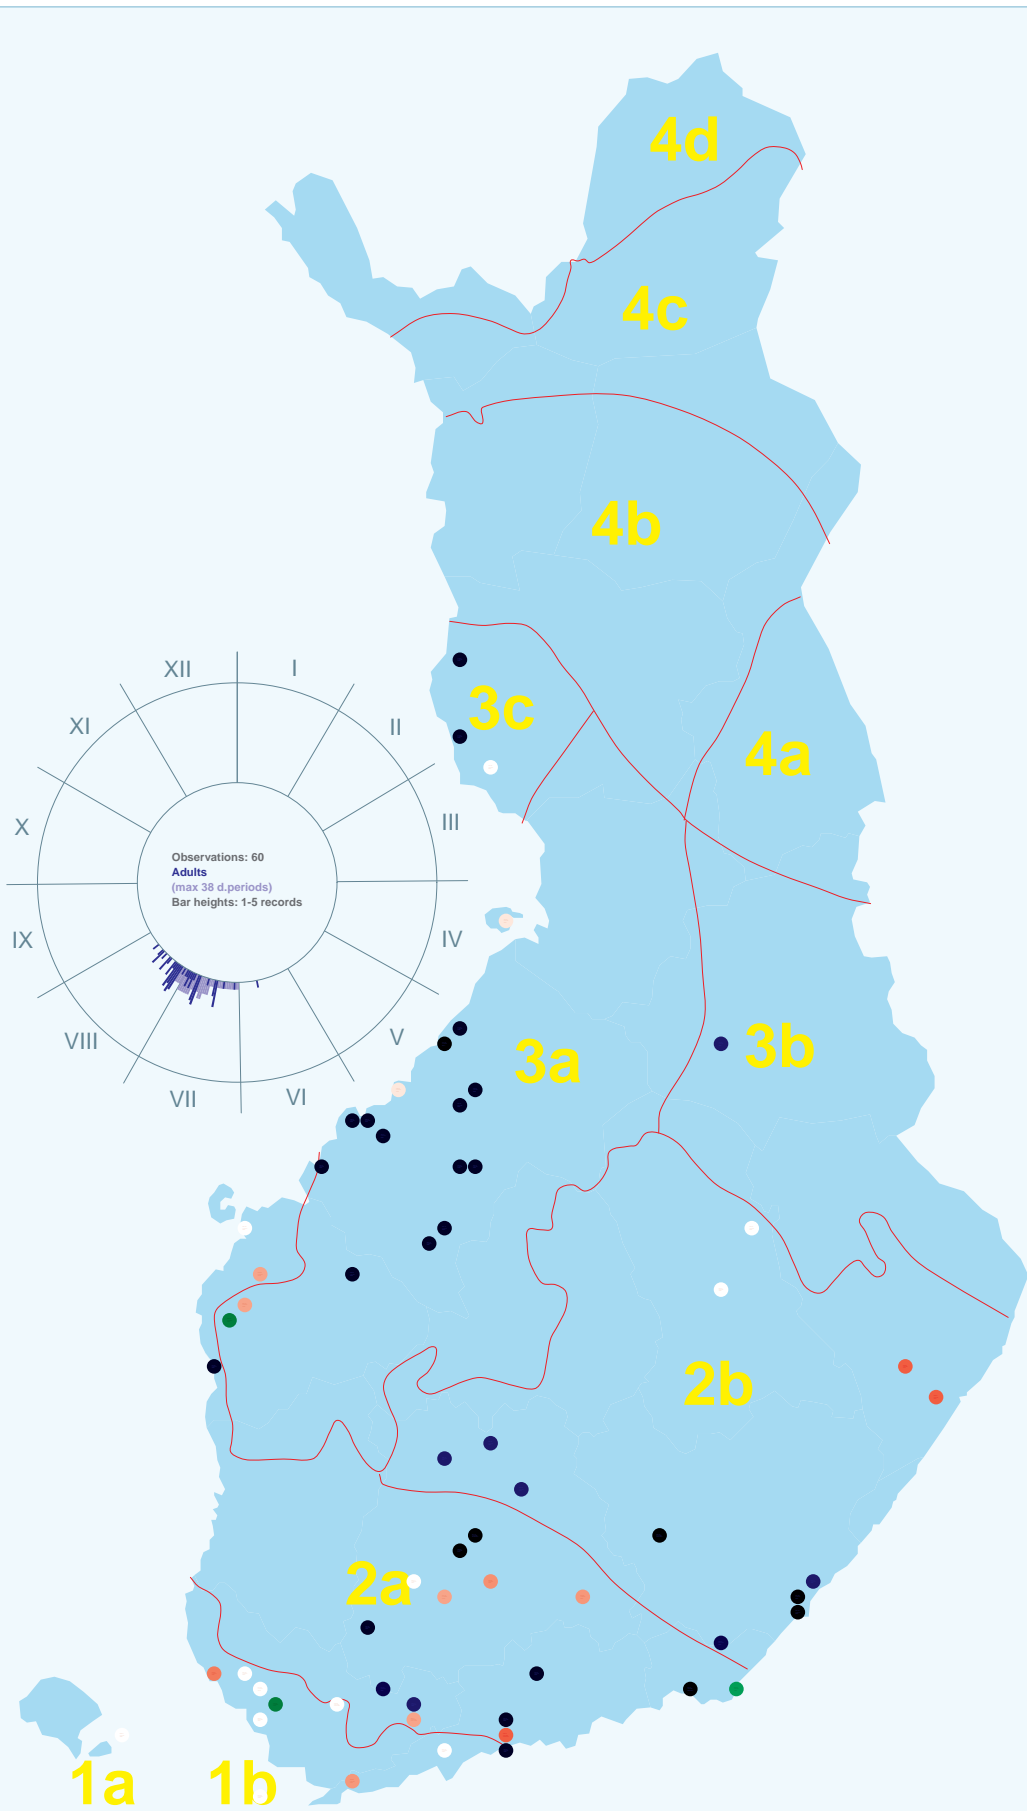 4d
4c
4b
3c
4a
XII
I
XI
II
X
III
Observations: 60
Adults
(max 38 d.periods)
Bar heights: 1-5 records
IX
IV
VIII
V
VII
VI
3a
3b
2b
2a
1a
1b